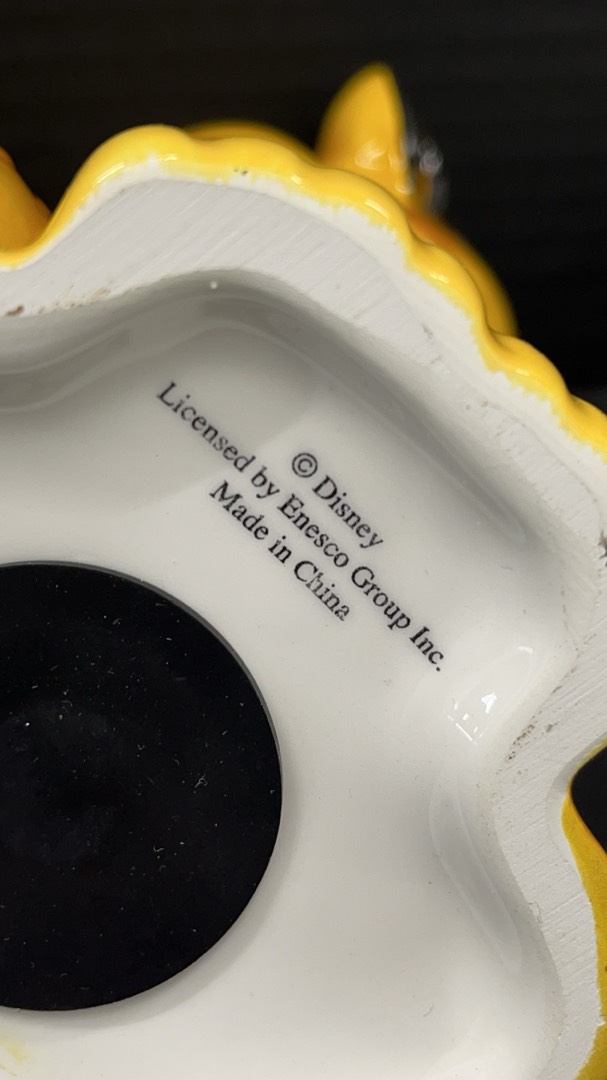 © Disney
Licensed by Enesco Group Inc.
Made in China